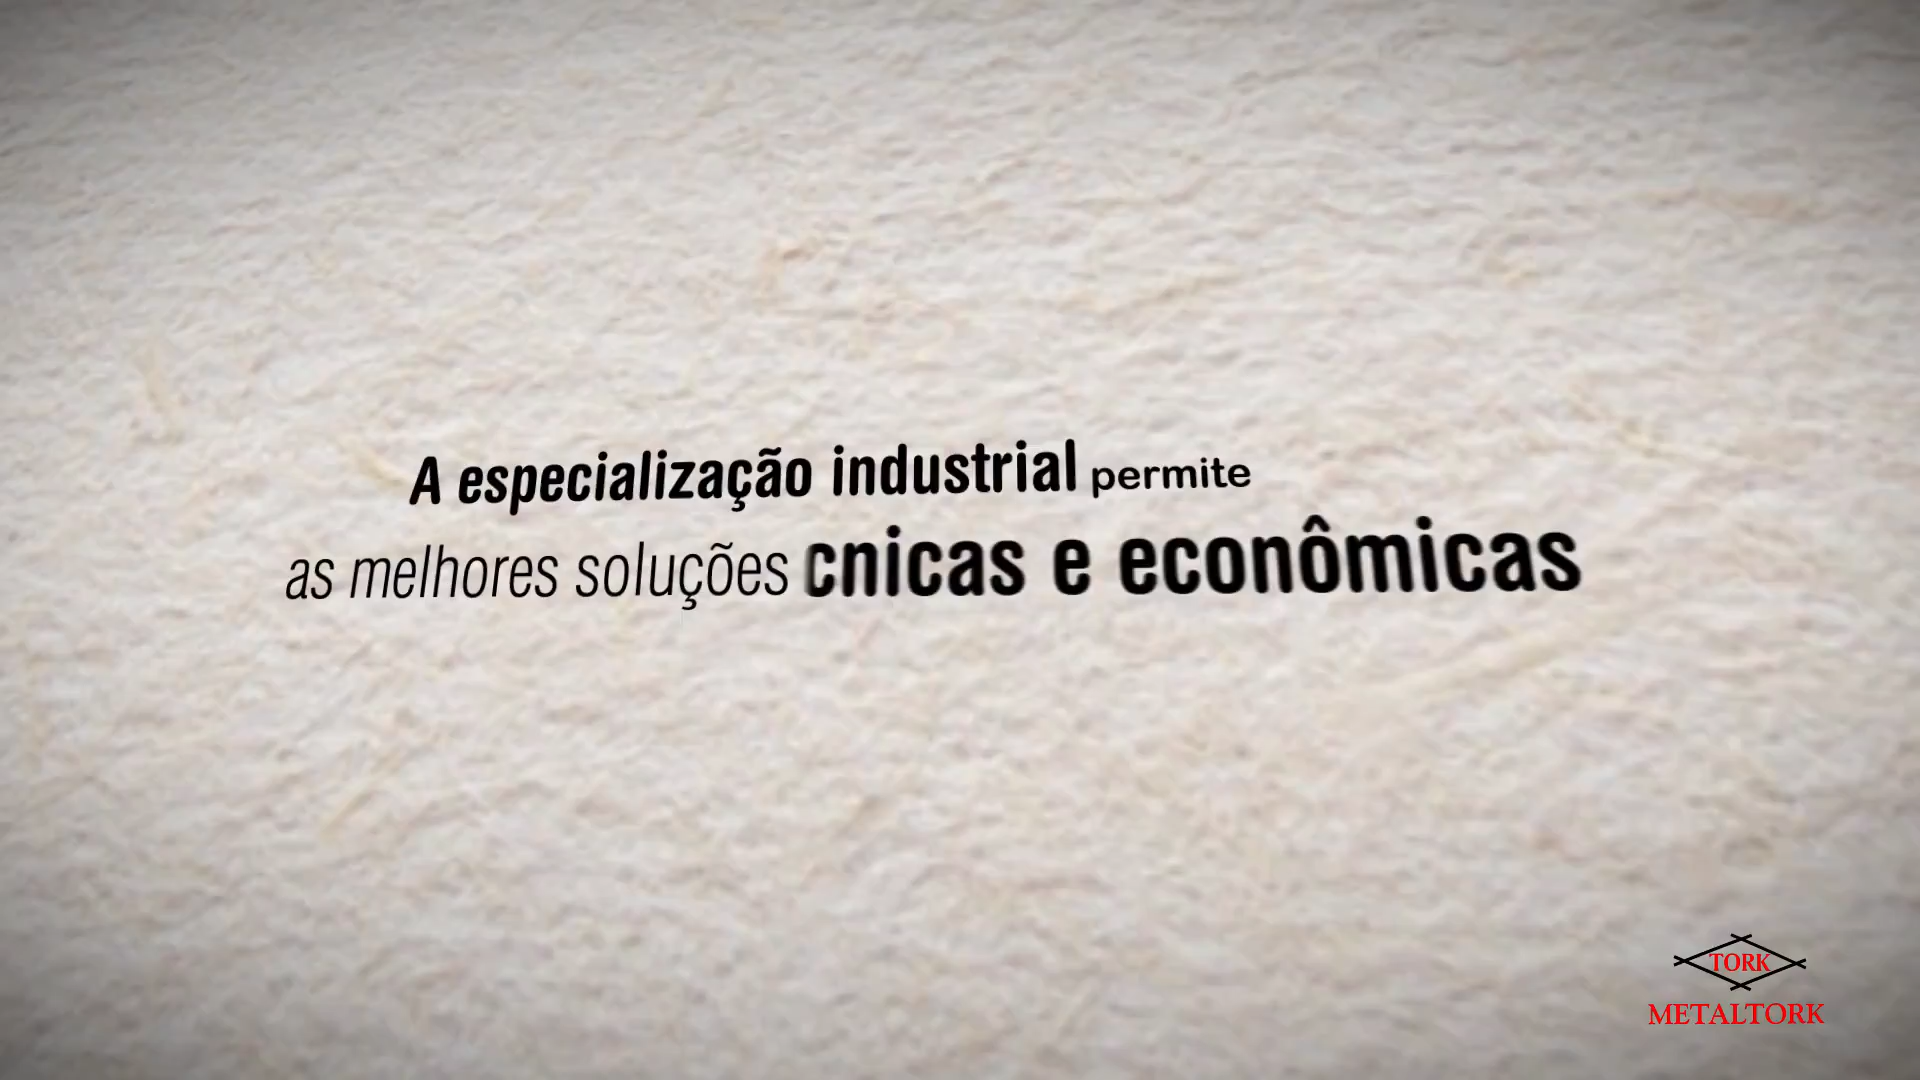 A especialização industrial permite
as melhores soluções cnicas e econômicas
TORK
METALTORK